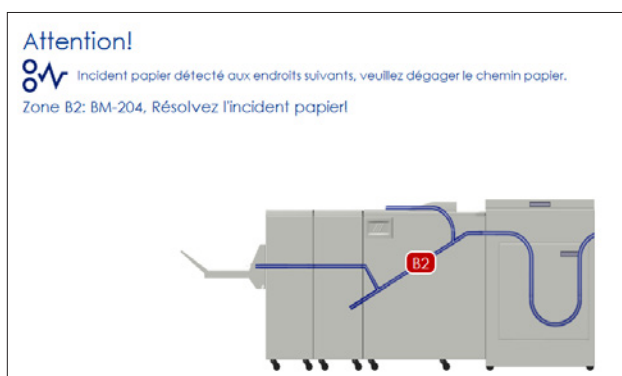 Attention!
Incident papier détecté aux endroits suivants, veuillez dégager le chemin papier.
Zone B2: BM-204, Résolvez l'incident papier!
B2